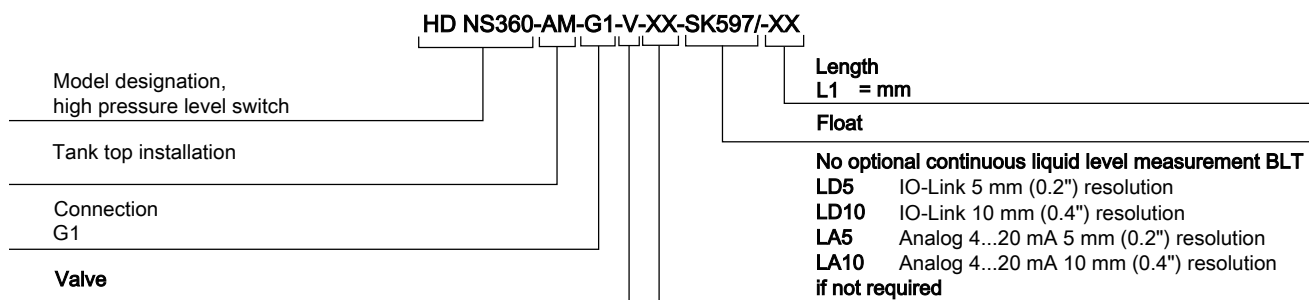 HD NS360-AM-G1-V-XX-SK597/-XX
Model designation,
high pressure level switch
Tank top installation
Connection
G1
Valve
Length
L1 = mm
Float
No optional continuous liquid level measurement BLT
LD5 IO-Link 5 mm (0.2") resolution
LD10 IO-Link 10 mm (0.4") resolution
LA5 Analog 4...20 mA 5 mm (0.2") resolution
LA10 Analog 4...20 mA 10 mm (0.4") resolution
if not required